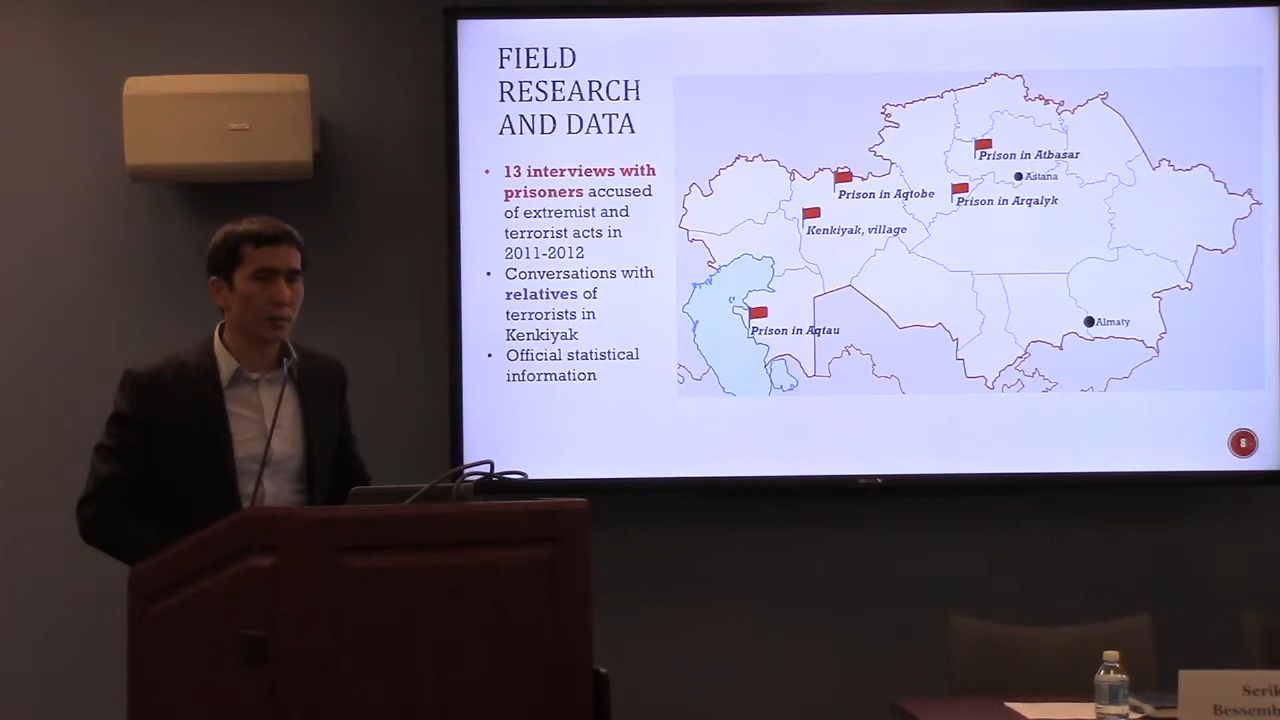 FIELD
RESEARCH
AND DATA
• 13 interviews with
prisoners accused
of extremist and
terrorist acts in
2011-2012
• Conversations with
relatives of
terrorists in
Kenkiyak
• Official statistical
information
Prison in Atbasar
Astana
Prison in Aqtobe
Prison in Arqalyk
Kenkiyak, village
Prison in Aqtau
Almaty
8
Serik
Bessemb